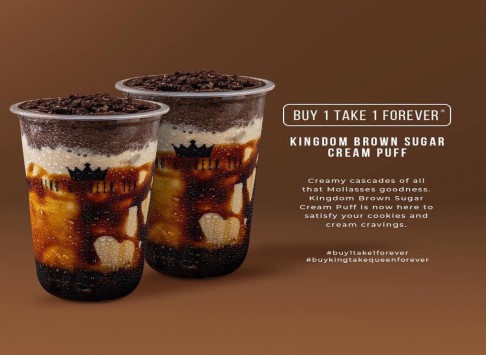 BUY 1 TAKE 1 FOREVER"
KINGDOM BROWN SUGAR
CREAM PUFF
Creamy cascades of all
that Mollasses goodness.
Kingdom Brown Sugar
Cream Puff is now here to
satisfy your cookies and
cream cravings.
#buy1take1forever
#buykingtakequeenforever